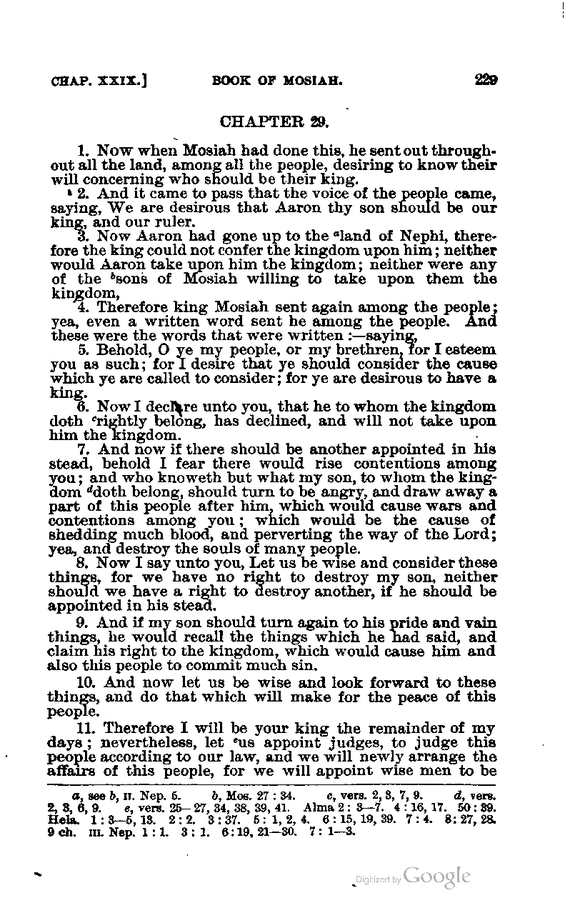 CHAP. XXIX.] BOOK OF MOSIAH. 229
CHAPTER 29.
1. Now when Mosiah had done this, he sent out through-
out all the land, among all the people, desiring to know their
will concerning who should be their king.
2. And it came to pass that the voice of the people came,
saying, We are desirous that Aaron thy son should be our
king, and our ruler.
3. Now Aaron had gone up to the ᵃland of Nephi, there-
fore the king could not confer the kingdom upon him; neither
would Aaron take upon him the kingdom; neither were any
of the ᵇsons of Mosiah willing to take upon them the
kingdom,
4. Therefore king Mosiah sent again among the people;
yea, even a written word sent he among the people. And
these were the words that were written :—saying,
5. Behold, O ye my people, or my brethren, for I esteem
you as such; for I desire that ye should consider the cause
which ye are called to consider; for ye are desirous to have a
king.
6. Now I declare unto you, that he to whom the kingdom
doth ᶜrightly belong, has declined, and will not take upon
him the kingdom.
7. And now if there should be another appointed in his
stead, behold I fear there would rise contentions among
you; and who knoweth but what my son, to whom the king-
dom ᵈdoth belong, should turn to be angry, and draw away a
part of this people after him, which would cause wars and
contentions among you; which would be the cause of
shedding much blood, and perverting the way of the Lord;
yea, and destroy the souls of many people.
8. Now I say unto you, Let us be wise and consider these
things, for we have no right to destroy my son, neither
should we have a right to destroy another, if he should be
appointed in his stead.
9. And if my son should turn again to his pride and vain
things, he would recall the things which he had said, and
claim his right to the kingdom, which would cause him and
also this people to commit much sin.
10. And now let us be wise and look forward to these
things, and do that which will make for the peace of this
people.
11. Therefore I will be your king the remainder of my
days; nevertheless, let ᵉus appoint judges, to judge this
people according to our law, and we will newly arrange the
affairs of this people, for we will appoint wise men to be
a, see b, II. Nep. 5. b, Mos. 27 : 34. c, vers. 2, 3, 7, 9. d, vers.
2, 3, 6, 9. e, vers. 25—27, 34, 38, 39, 41. Alma 2 : 3—7. 4 : 16, 17. 50 : 39.
Hela. 1 : 3—5, 13. 2 : 2. 3 : 37. 5 : 1, 2, 4. 6 : 15, 19, 39. 7 : 4. 8 : 27, 28.
9 ch. III. Nep. 1 : 1. 3 : 1. 6 : 19, 21—30. 7 : 1—3.
Digitized by Google